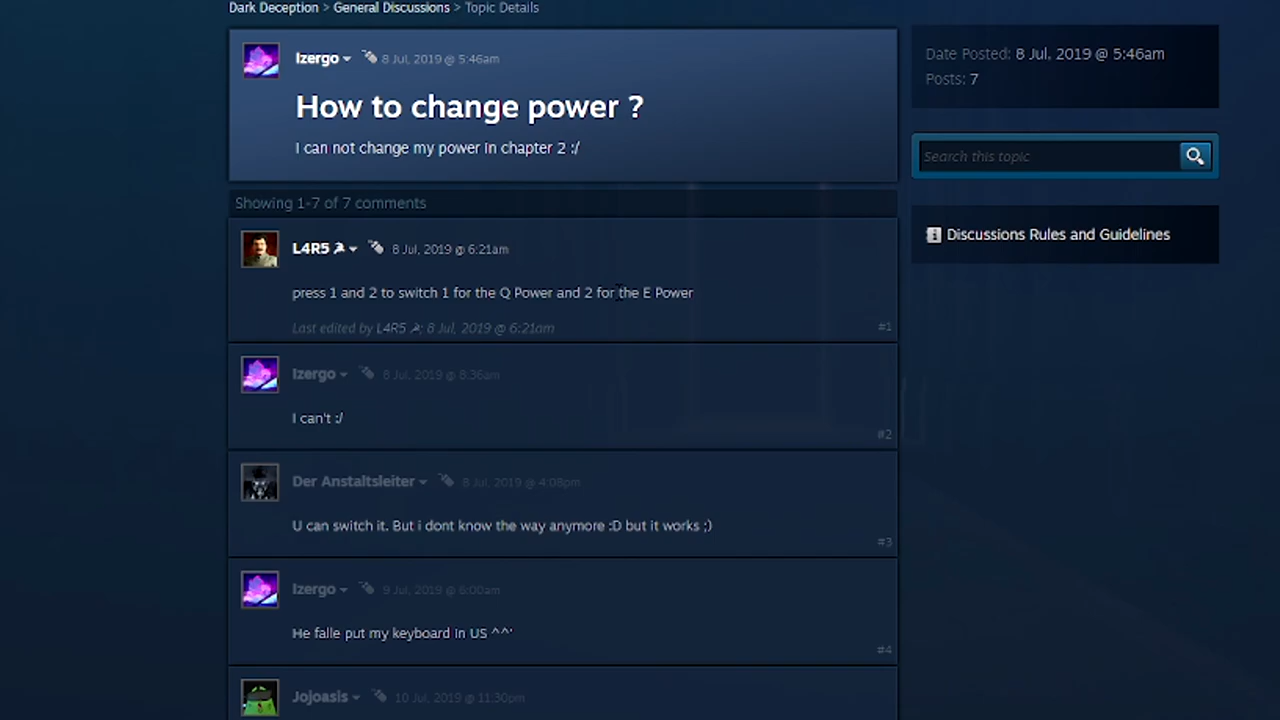 Dark Deception > General Discussions > Topic Details
Izergo 8 Jul, 2019 @ 5:46am
How to change power ?
I can not change my power in chapter 2 :/
Showing 1-7 of 7 comments
L4R5 ☭ 8 Jul, 2019 @ 6:21am
press 1 and 2 to switch 1 for the Q Power and 2 for the E Power
Last edited by L4R5 ☭; 8 Jul, 2019 @ 6:21am
#1
Izergo 8 Jul, 2019 @ 8:36am
I can't :/
#2
Der Anstaltsleiter 8 Jul, 2019 @ 4:08pm
U can switch it. But i dont know the way anymore :D but it works ;)
#3
Izergo 9 Jul, 2019 @ 6:00am
He falle put my keyboard in US ^^'
#4
Jojoasis 10 Jul, 2019 @ 11:30pm
Date Posted: 8 Jul, 2019 @ 5:46am
Posts: 7
Search this topic
Discussions Rules and Guidelines